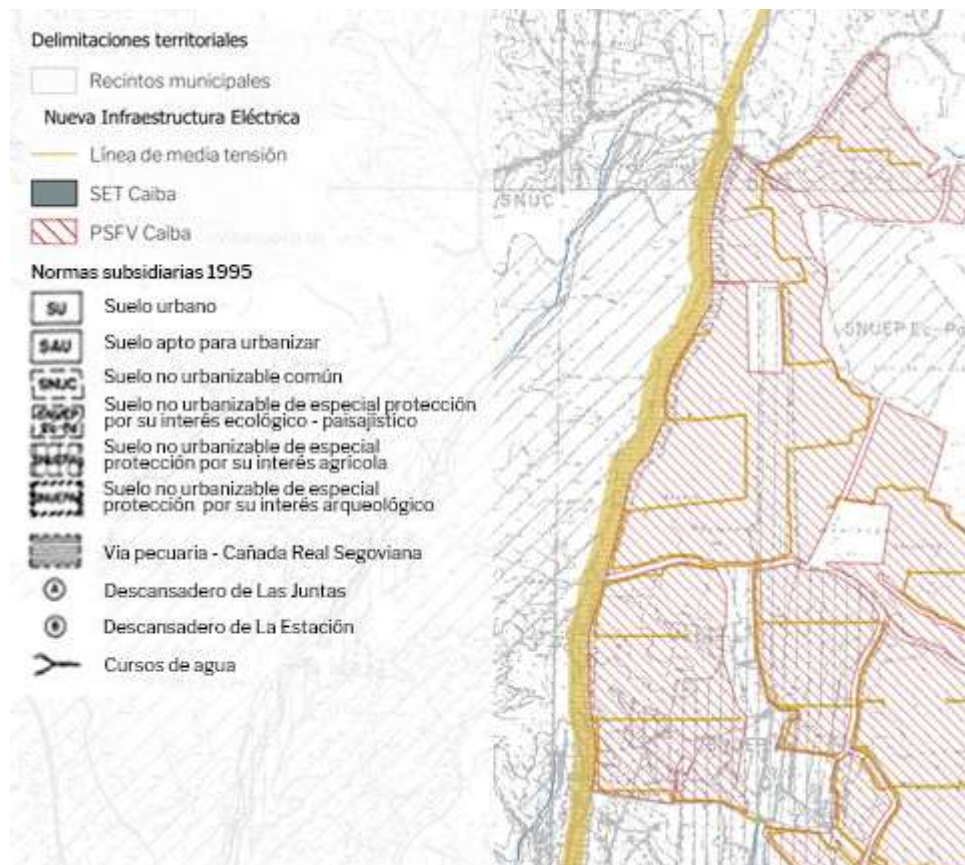 Delimitaciones territoriales
Recintos municipales
Nueva Infraestructura Eléctrica
Línea de media tensión
SET Caiba
PSFV Caiba
Normas subsidiarias 1995
SU
Suelo urbano
SAU
Suelo apto para urbanizar
SNUC
Suelo no urbanizable común
Suelo no urbanizable de especial protección
por su interés ecológico - paisajístico
Suelo no urbanizable de especial
protección por su interés agrícola
Suelo no urbanizable de especial
protección por su interés arqueológico
Via pecuaria - Cañada Real Segoviana
A
Descansadero de Las Juntas
Descansadero de La Estación
Cursos de agua
SNUC
SNUEP Ec-Pa